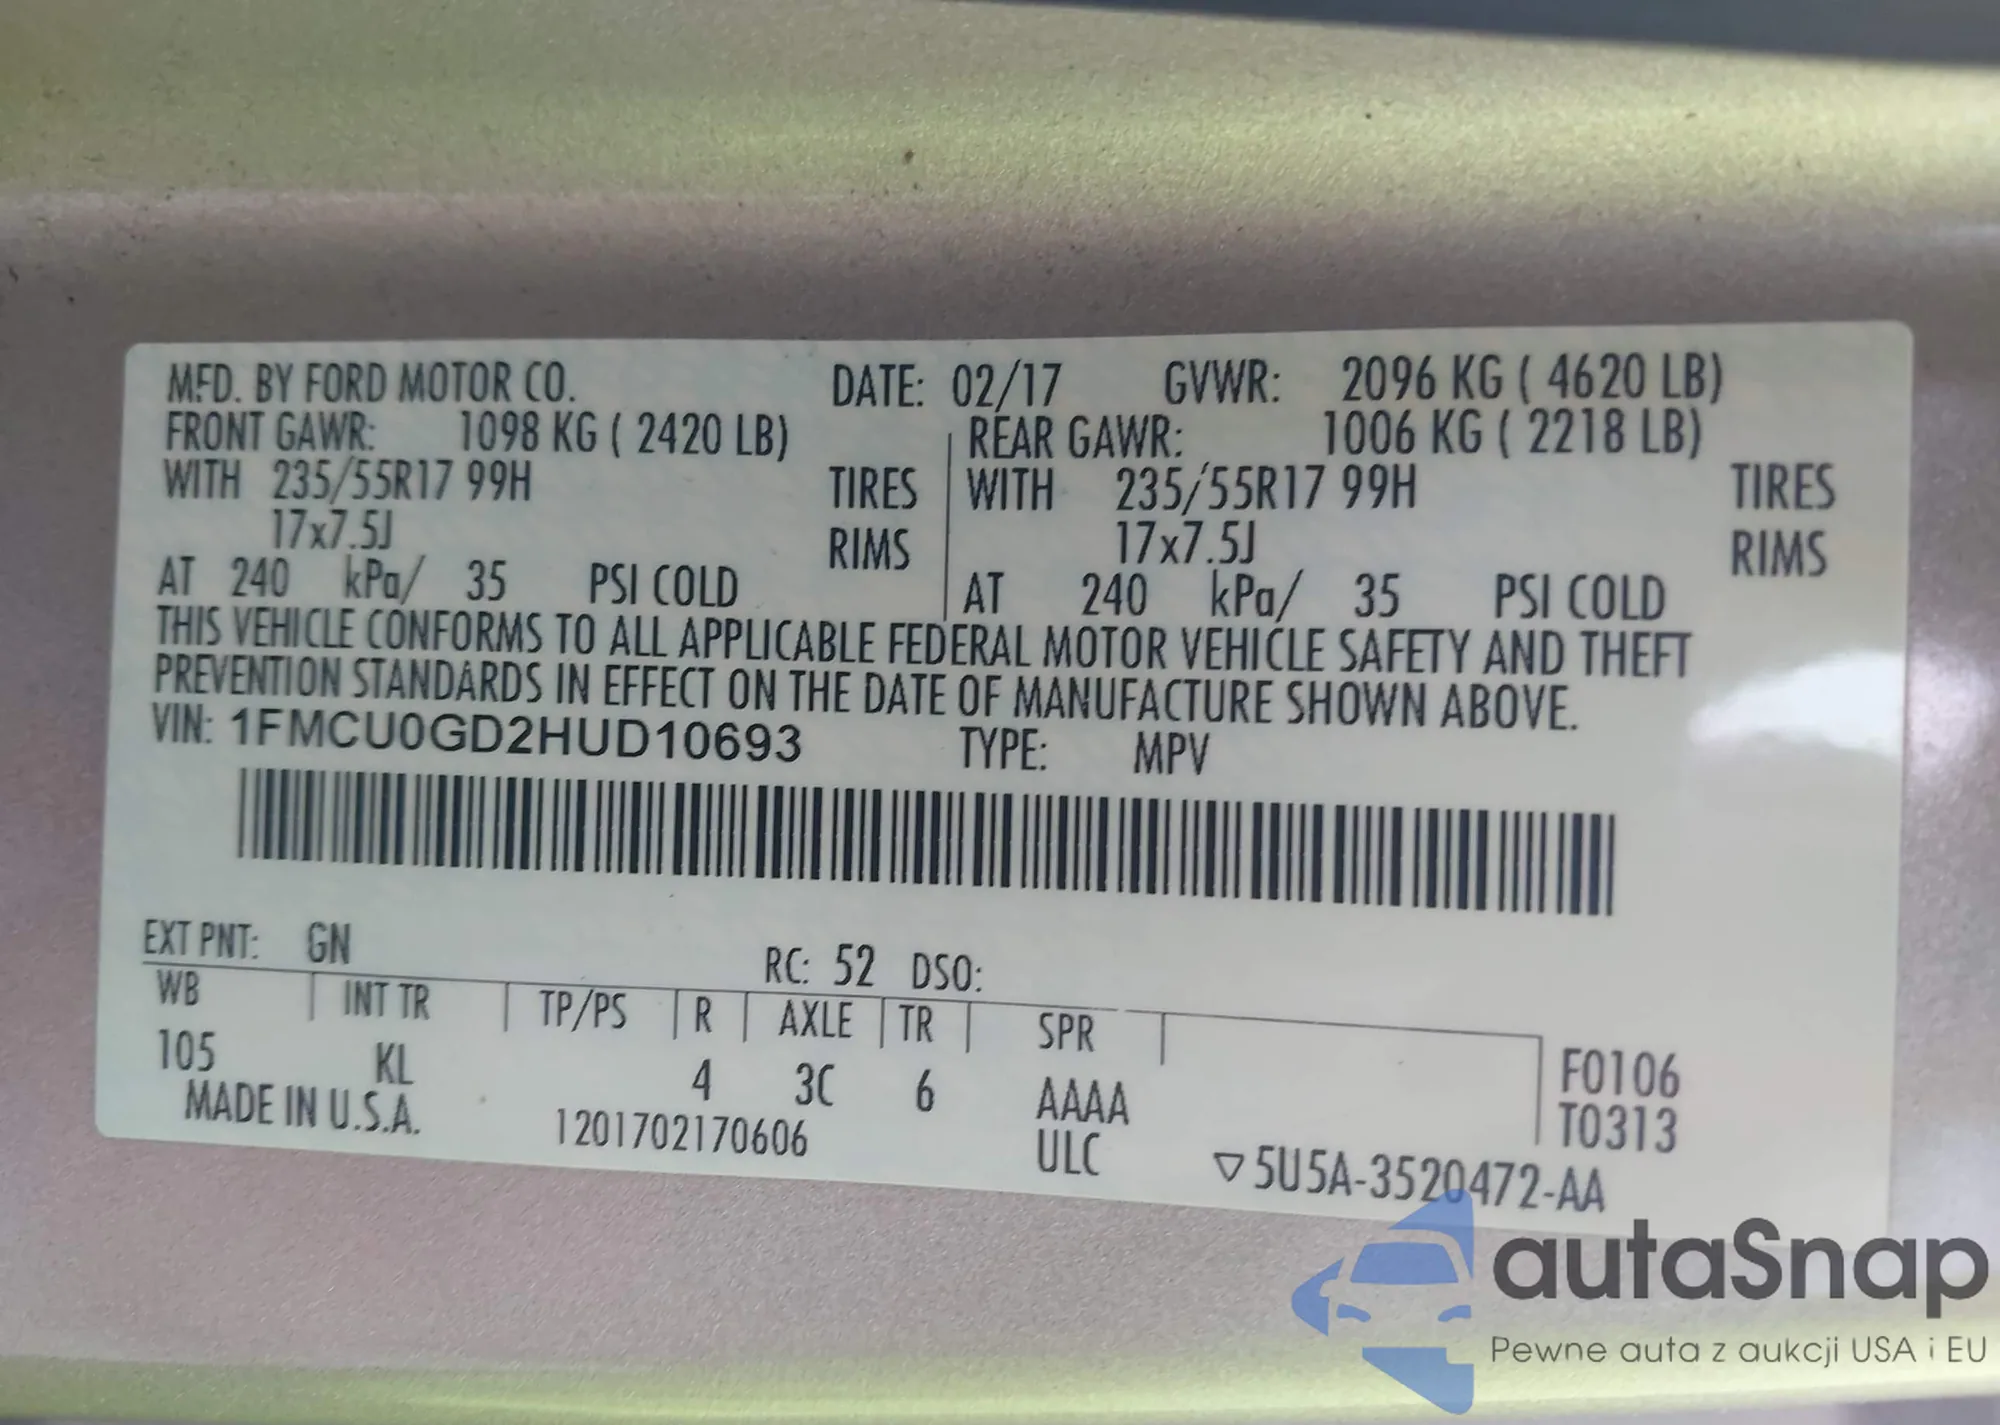 MFD. BY FORD MOTOR CO. DATE: 02/17 GVWR: 2096 KG ( 4620 LB)
FRONT GAWR: 1098 KG ( 2420 LB) REAR GAWR: 1006 KG ( 2218 LB)
WITH 235/55R17 99H TIRES WITH 235/55R17 99H TIRES
17x7.5J RIMS 17x7.5J RIMS
AT 240 kPa/ 35 PSI COLD AT 240 kPa/ 35 PSI COLD
THIS VEHICLE CONFORMS TO ALL APPLICABLE FEDERAL MOTOR VEHICLE SAFETY AND THEFT
PREVENTION STANDARDS IN EFFECT ON THE DATE OF MANUFACTURE SHOWN ABOVE.
VIN: 1FMCU0GD2HUD10693 TYPE: MPV
EXT PNT: GN RC: 52 DSO:
WB INT TR TP/PS R AXLE TR SPR
105 KL 4 3C 6 AAAA F0106
MADE IN U.S.A. 1201702170606 ULC T0313
▽5U5A-3520472-AA
autaSnap
Pewne auta z aukcji USA i EU